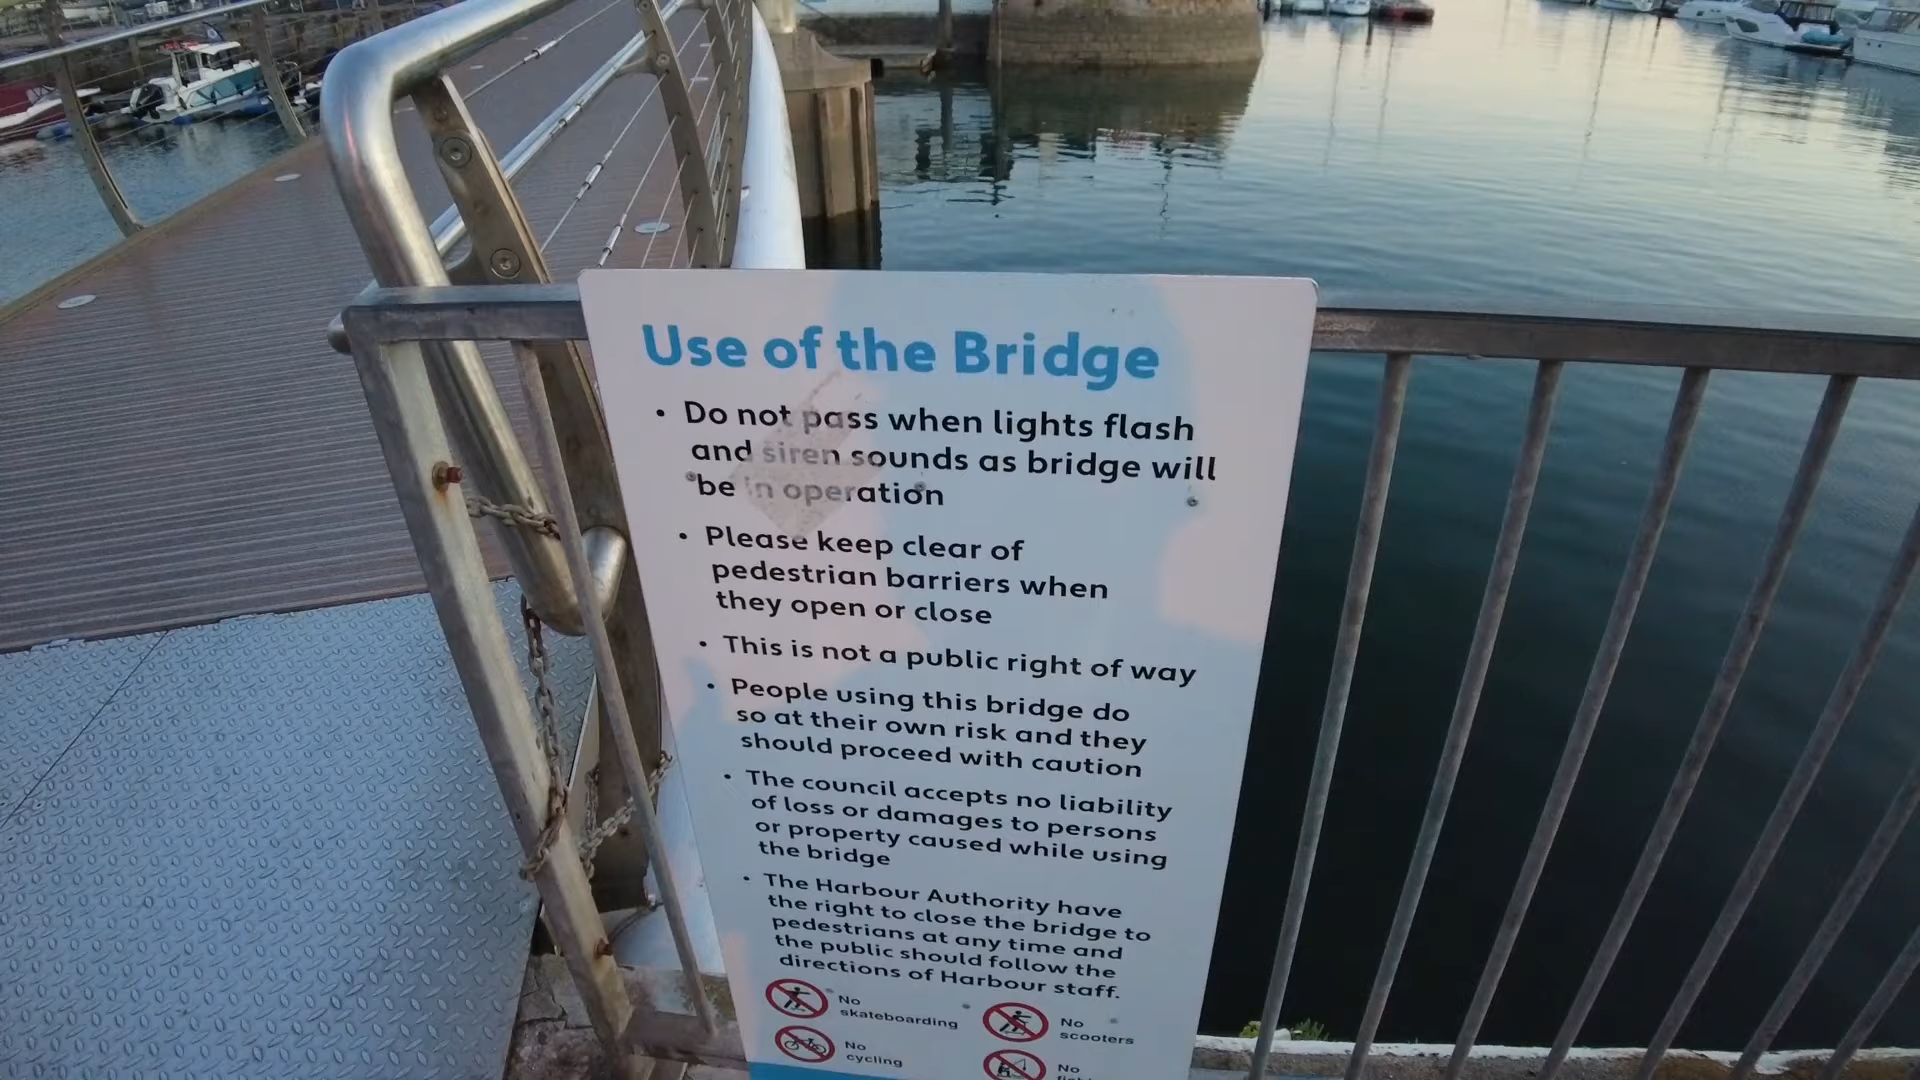 Use of the Bridge
• Do not pass when lights flash
and siren sounds as bridge will
be in operation
• Please keep clear of
pedestrian barriers when
they open or close
• This is not a public right of way
• People using this bridge do
so at their own risk and they
should proceed with caution
• The council accepts no liability
of loss or damages to persons
or property caused while using
the bridge
• The Harbour Authority have
the right to close the bridge to
pedestrians at any time and
the public should follow the
directions of Harbour staff.
No
skateboarding
No
scooters
No
cycling
No